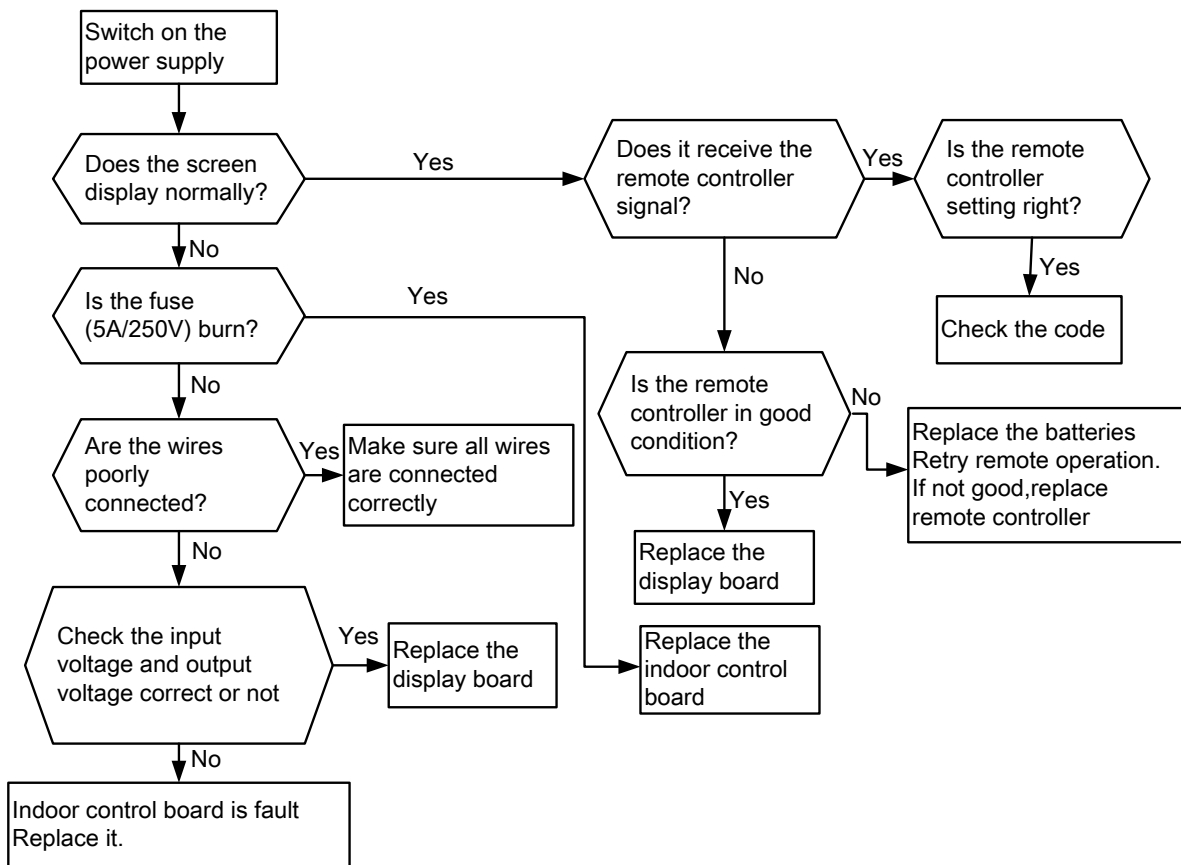 Switch on the
power supply
Does the screen
display normally?
Yes
Does it receive the
remote controller
signal?
Yes
Is the remote
controller
setting right?
No
No
Yes
Is the fuse
(5A/250V) burn?
Yes
Check the code
No
Is the remote
controller in good
condition?
No
Replace the batteries
Retry remote operation.
If not good,replace
remote controller
Are the wires
poorly
connected?
Yes
Make sure all wires
are connected
correctly
Yes
Replace the
display board
No
Check the input
voltage and output
voltage correct or not
Yes
Replace the
display board
Replace the
indoor control
board
No
Indoor control board is fault
Replace it.